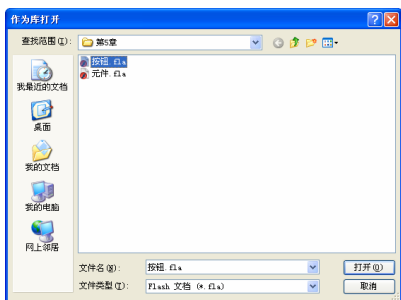 作为库打开
查找范围(I):
第5章
按钮.fla
元件.fla
我最近的文档
桌面
我的文档
我的电脑
网上邻居
文件名(N):
按钮.fla
打开(O)
文件类型(T):
Flash 文档 (*.fla)
取消